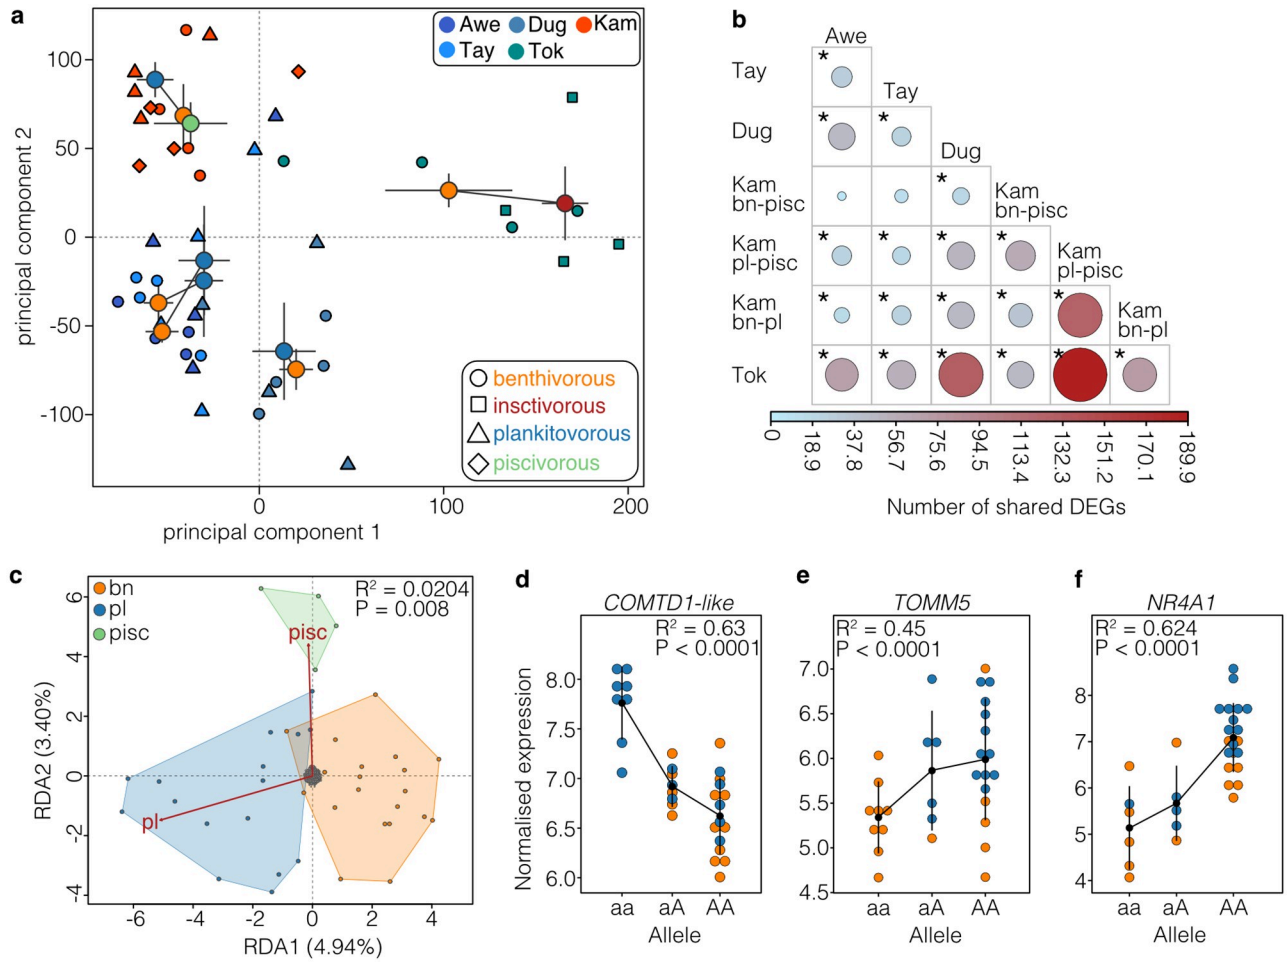 a
Awe Dug Kam
Tay Tok
100
50
0
-50
-100
principal component 2
0 100 200
principal component 1
benthivorous
insctivorous
plankitovorous
piscivorous
b
Awe
Tay
*
Tay
Dug
* *
Dug
Kam
bn-pisc
*
Kam
bn-pisc
Kam
pl-pisc
* * * *
Kam
pl-pisc
Kam
bn-pl
* * * * *
Kam
bn-pl
Tok
* * * * * *
0 18.9 37.8 56.7 75.6 94.5 113.4 132.3 151.2 170.1 189.9
Number of shared DEGs
c
bn
pl
pisc
R² = 0.0204
P = 0.008
pisc
pl
6
4
2
0
-2
-4
RDA2 (3.40%)
-6 -4 -2 0 2 4
RDA1 (4.94%)
d
COMTD1-like
R² = 0.63
P < 0.0001
8.0
7.5
7.0
6.5
6.0
Normalised expression
aa aA AA
Allele
e
TOMM5
R² = 0.45
P < 0.0001
7.0
6.5
6.0
5.5
5.0
4.5
aa aA AA
Allele
f
NR4A1
R² = 0.624
P < 0.0001
8
7
6
5
4
aa aA AA
Allele